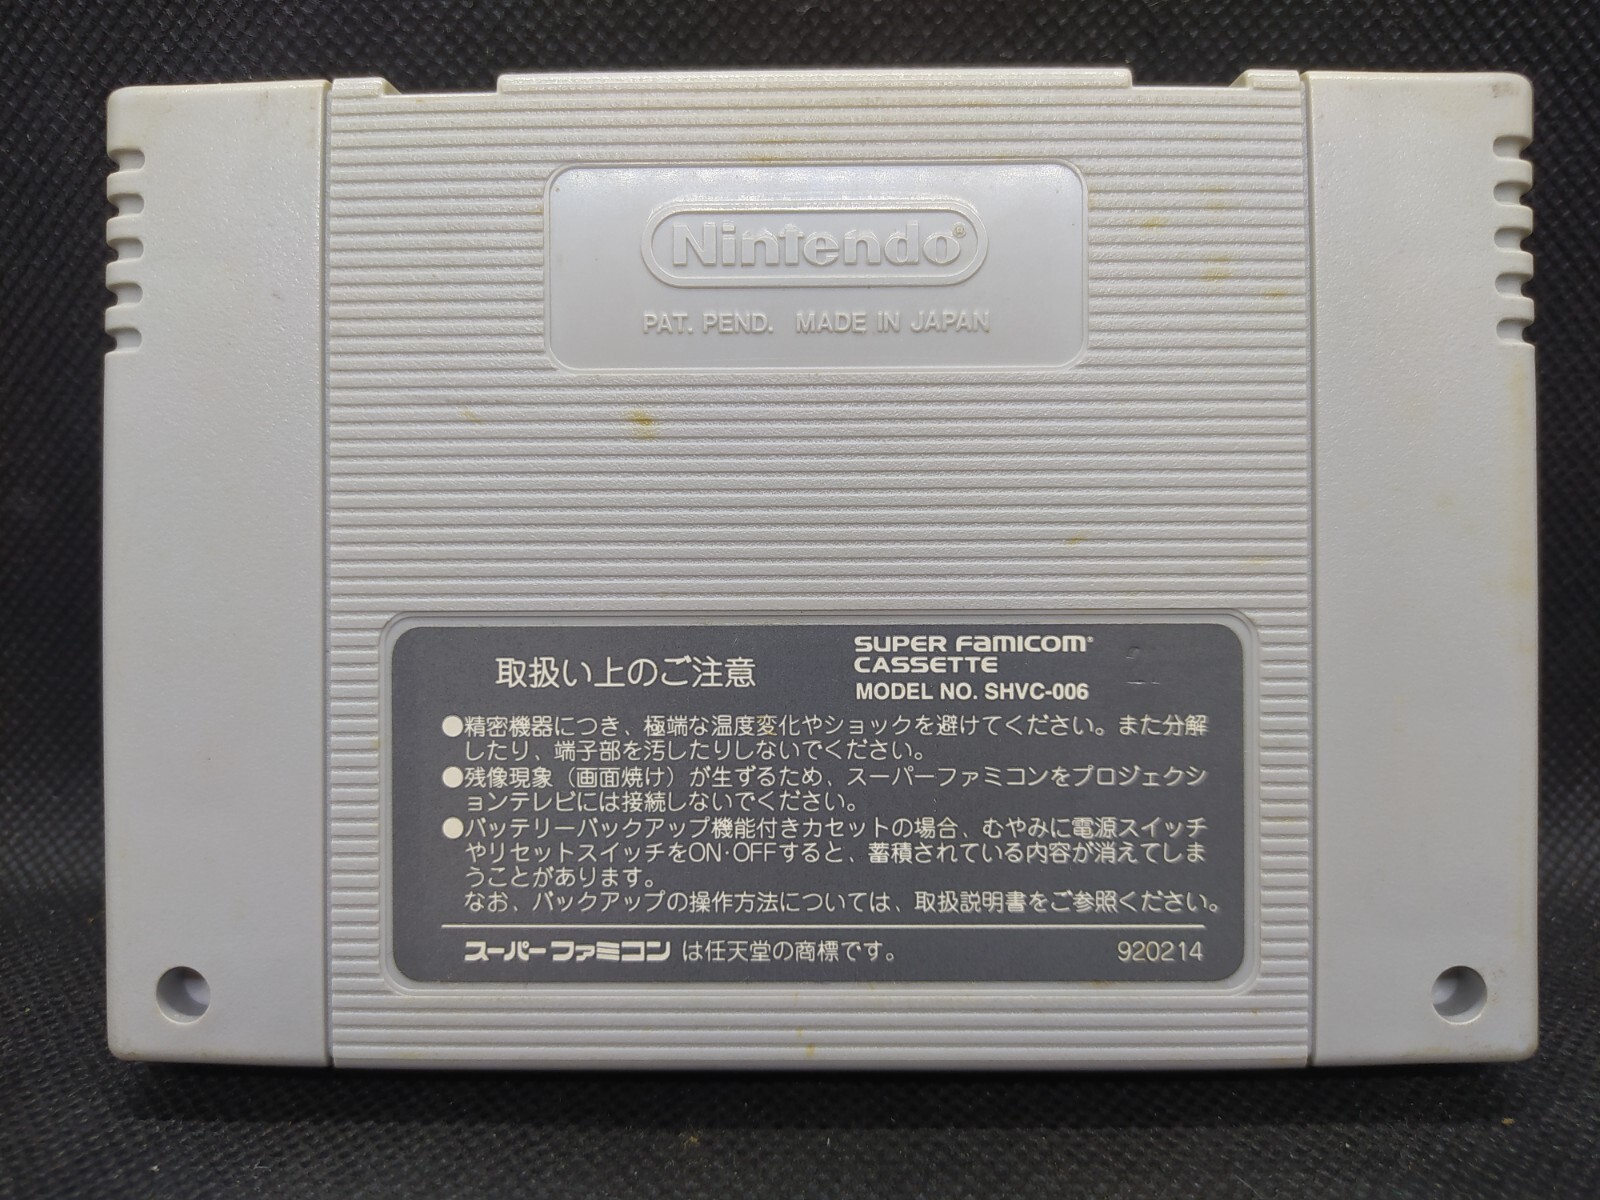 Nintendo®
PAT. PEND. MADE IN JAPAN
取扱い上のご注意
SUPER FAMICOM®
CASSETTE
MODEL NO. SHVC-006
●精密機器につき、極端な温度変化やショックを避けてください。また分解
したり、端子部を汚したりしないでください。
●残像現象（画面焼け）が生ずるため、スーパーファミコンをプロジェクシ
ョンテレビには接続しないでください。
●バッテリーバックアップ機能付きカセットの場合、むやみに電源スイッチ
やリセットスイッチをON·OFFすると、蓄積されている内容が消えてしま
うことがあります。
なお、バックアップの操作方法については、取扱説明書をご参照ください。
スーパーファミコン は任天堂の商標です。 920214